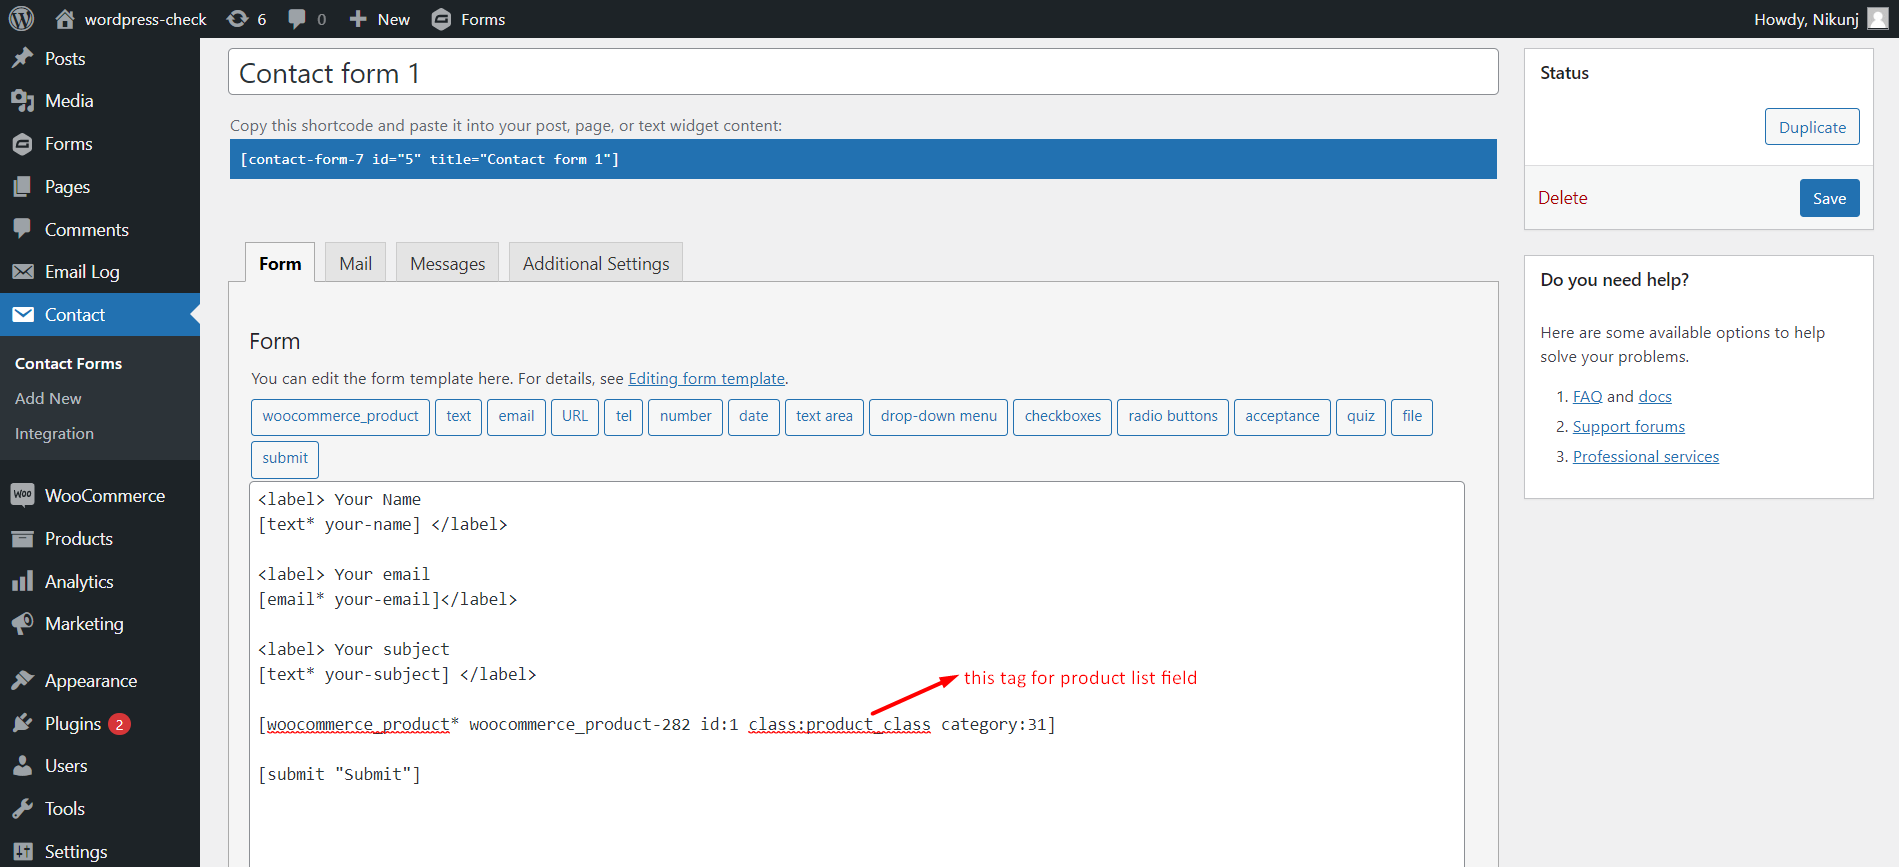 wordpress-check 6 0 New Forms Howdy, Nikunj
Posts
Media
Forms
Pages
Comments
Email Log
Contact
Contact Forms
Add New
Integration
Woo WooCommerce
Products
Analytics
Marketing
Appearance
Plugins 2
Users
Tools
Settings
Contact form 1
Copy this shortcode and paste it into your post, page, or text widget content:
[contact-form-7 id="5" title="Contact form 1"]
Form Mail Messages Additional Settings
Form
You can edit the form template here. For details, see Editing form template.
woocommerce_product text email URL tel number date text area drop-down menu checkboxes radio buttons acceptance quiz file
submit
<label> Your Name
[text* your-name] </label>
<label> Your email
[email* your-email]</label>
<label> Your subject
[text* your-subject] </label>
this tag for product list field
[woocommerce_product* woocommerce_product-282 id:1 class:product_class category:31]
[submit "Submit"]
Status
Duplicate
Delete Save
Do you need help?
Here are some available options to help
solve your problems.
1. FAQ and docs
2. Support forums
3. Professional services